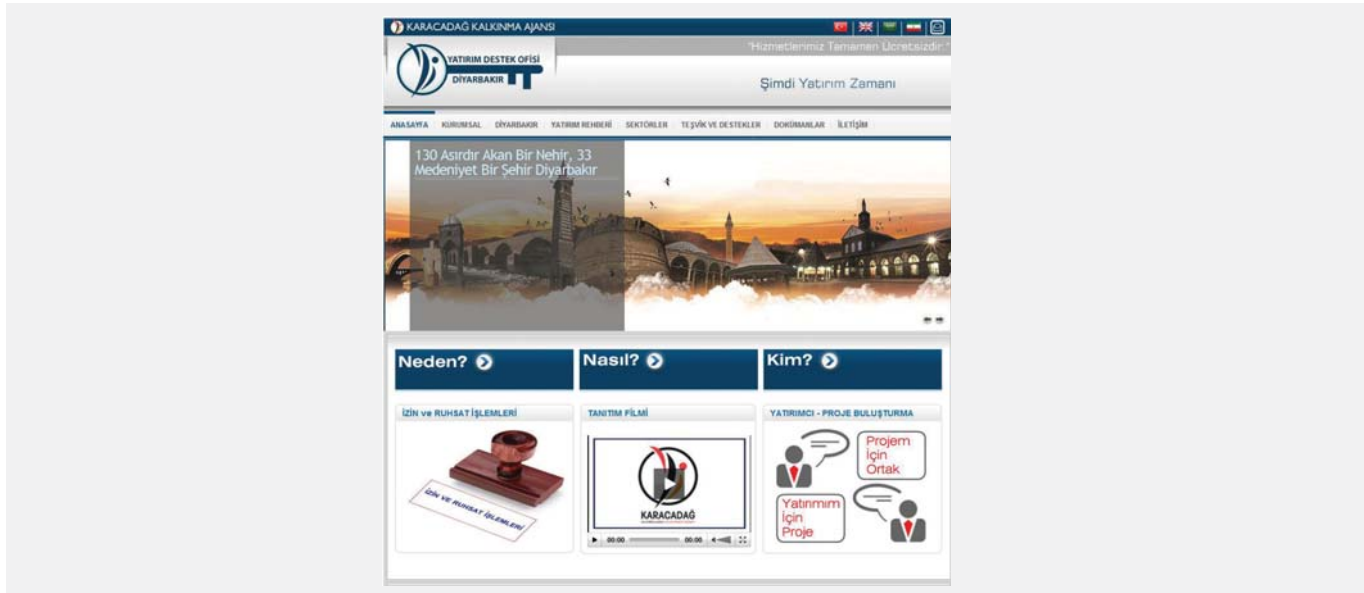 KARACADAĞ KALKINMA AJANSI
"Hizmetlerimiz Tamamen Ücretsizdir."
YATIRIM DESTEK OFİSİ
DİYARBAKIR
Şimdi Yatırım Zamanı
ANASAYFA KURUMSAL DİYARBAKIR YATIRIM REHBERİ SEKTÖRLER TEŞVİK VE DESTEKLER DOKÜMANLAR İLETİŞİM
130 Asırdır Akan Bir Nehir, 33
Medeniyet Bir Şehir Diyarbakır
Neden? Nasıl? Kim?
İZİN ve RUHSAT İŞLEMLERİ
İZİN VE RUHSAT İŞLEMLERİ
TANITIM FİLMİ
KARACADAĞ
00:00 00:00
YATIRIMCI - PROJE BULUŞTURMA
Projem
İçin
Ortak
Yatırımım
İçin
Proje